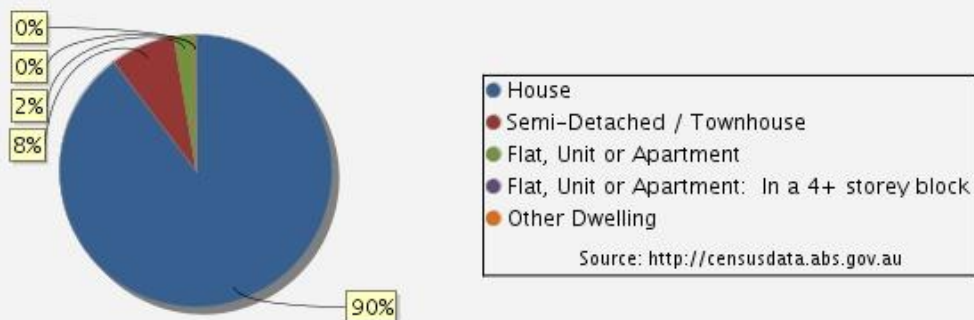 0%
0%
2%
8%
90%
House
Semi-Detached / Townhouse
Flat, Unit or Apartment
Flat, Unit or Apartment: In a 4+ storey block
Other Dwelling
Source: http://censusdata.abs.gov.au